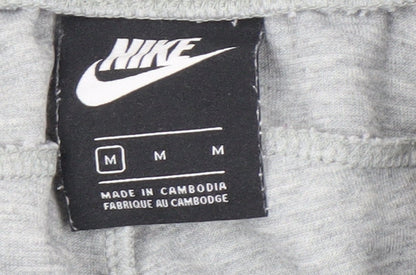 NIKE
M M M
MADE IN CAMBODIA
FABRIQUE AU CAMBODGE